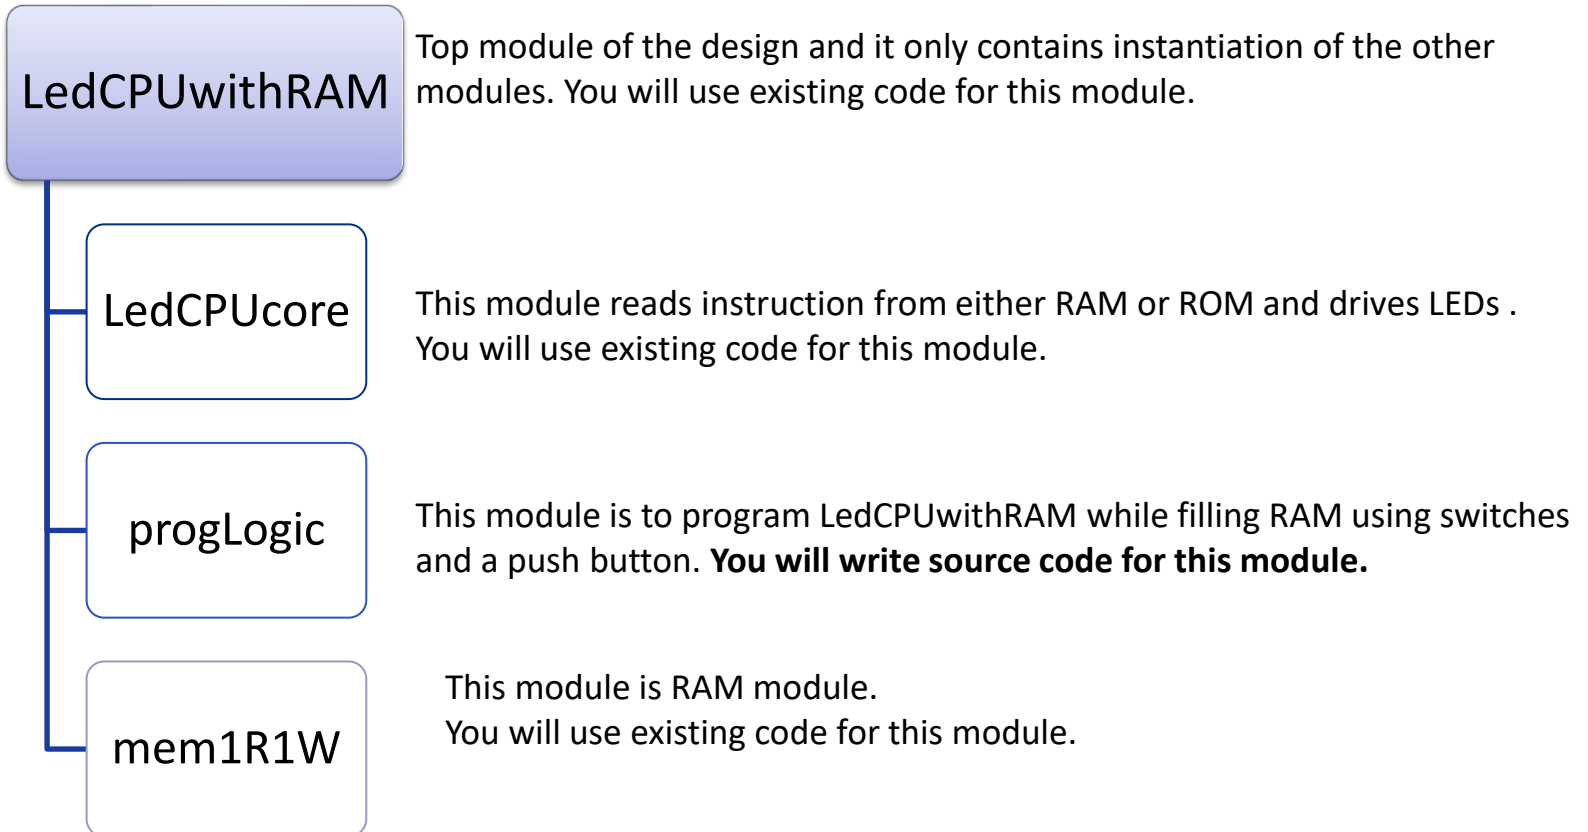 LedCPUwithRAM
Top module of the design and it only contains instantiation of the other
modules. You will use existing code for this module.
LedCPUcore
This module reads instruction from either RAM or ROM and drives LEDs .
You will use existing code for this module.
progLogic
This module is to program LedCPUwithRAM while filling RAM using switches
and a push button. You will write source code for this module.
mem1R1W
This module is RAM module.
You will use existing code for this module.